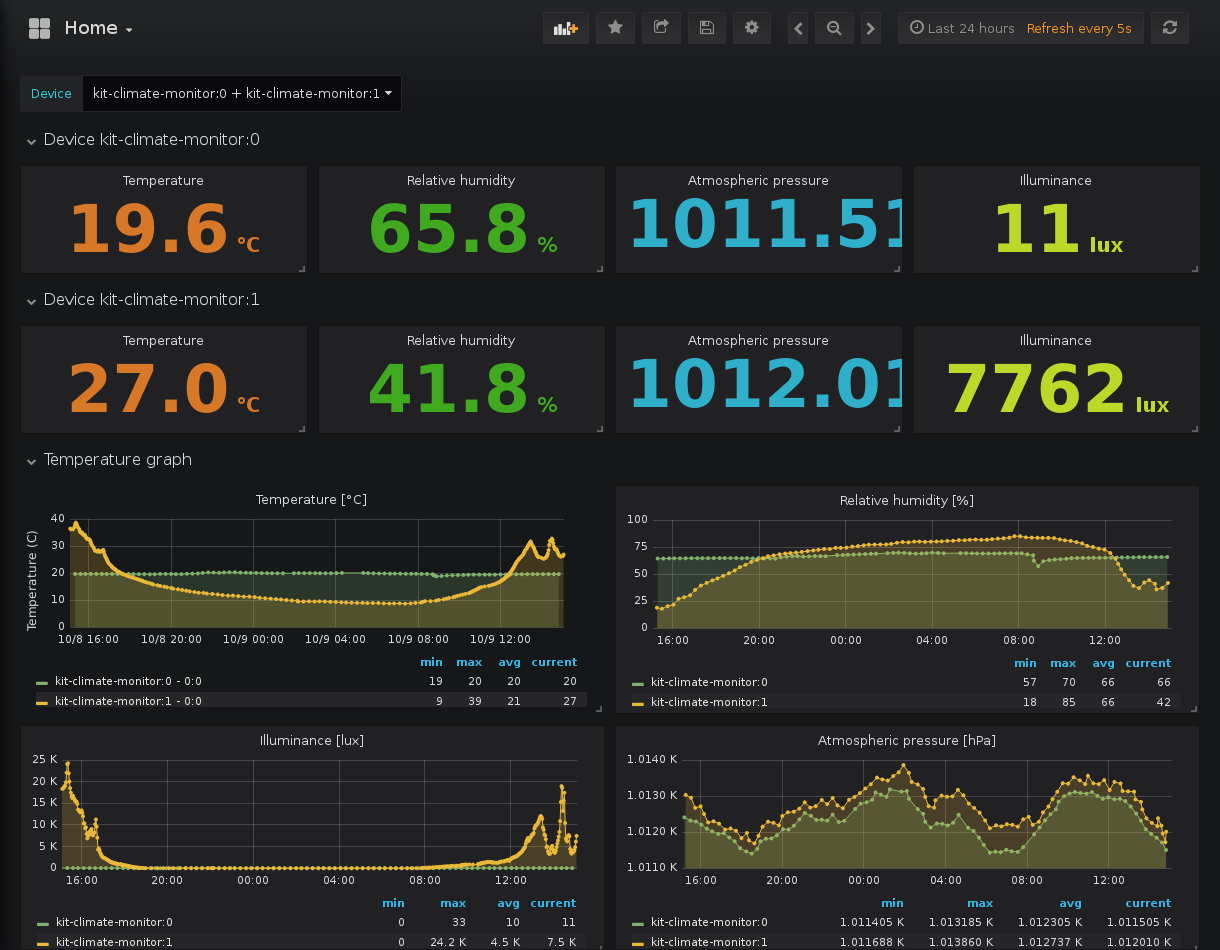 Home
Last 24 hours Refresh every 5s
Device kit-climate-monitor:0 + kit-climate-monitor:1
Device kit-climate-monitor:0
Temperature Relative humidity Atmospheric pressure Illuminance
19.6 °C 65.8 % 1011.51 11 lux
Device kit-climate-monitor:1
Temperature Relative humidity Atmospheric pressure Illuminance
27.0 °C 41.8 % 1012.01 7762 lux
Temperature graph
Temperature [°C]
Temperature (C)
40
30
20
10
0
10/8 16:00 10/8 20:00 10/9 00:00 10/9 04:00 10/9 08:00 10/9 12:00
min max avg current
kit-climate-monitor:0 - 0:0 19 20 20 20
kit-climate-monitor:1 - 0:0 9 39 21 27
Relative humidity [%]
100
75
50
25
0
16:00 20:00 00:00 04:00 08:00 12:00
min max avg current
kit-climate-monitor:0 57 70 66 66
kit-climate-monitor:1 18 85 66 42
Illuminance [lux]
25 K
20 K
15 K
10 K
5 K
0
16:00 20:00 00:00 04:00 08:00 12:00
min max avg current
kit-climate-monitor:0 0 33 10 11
kit-climate-monitor:1 0 24.2 K 4.5 K 7.5 K
Atmospheric pressure [hPa]
1.0140 K
1.0130 K
1.0120 K
1.0110 K
16:00 20:00 00:00 04:00 08:00 12:00
min max avg current
kit-climate-monitor:0 1.011405 K 1.013185 K 1.012305 K 1.011505 K
kit-climate-monitor:1 1.011688 K 1.013860 K 1.012737 K 1.012010 K